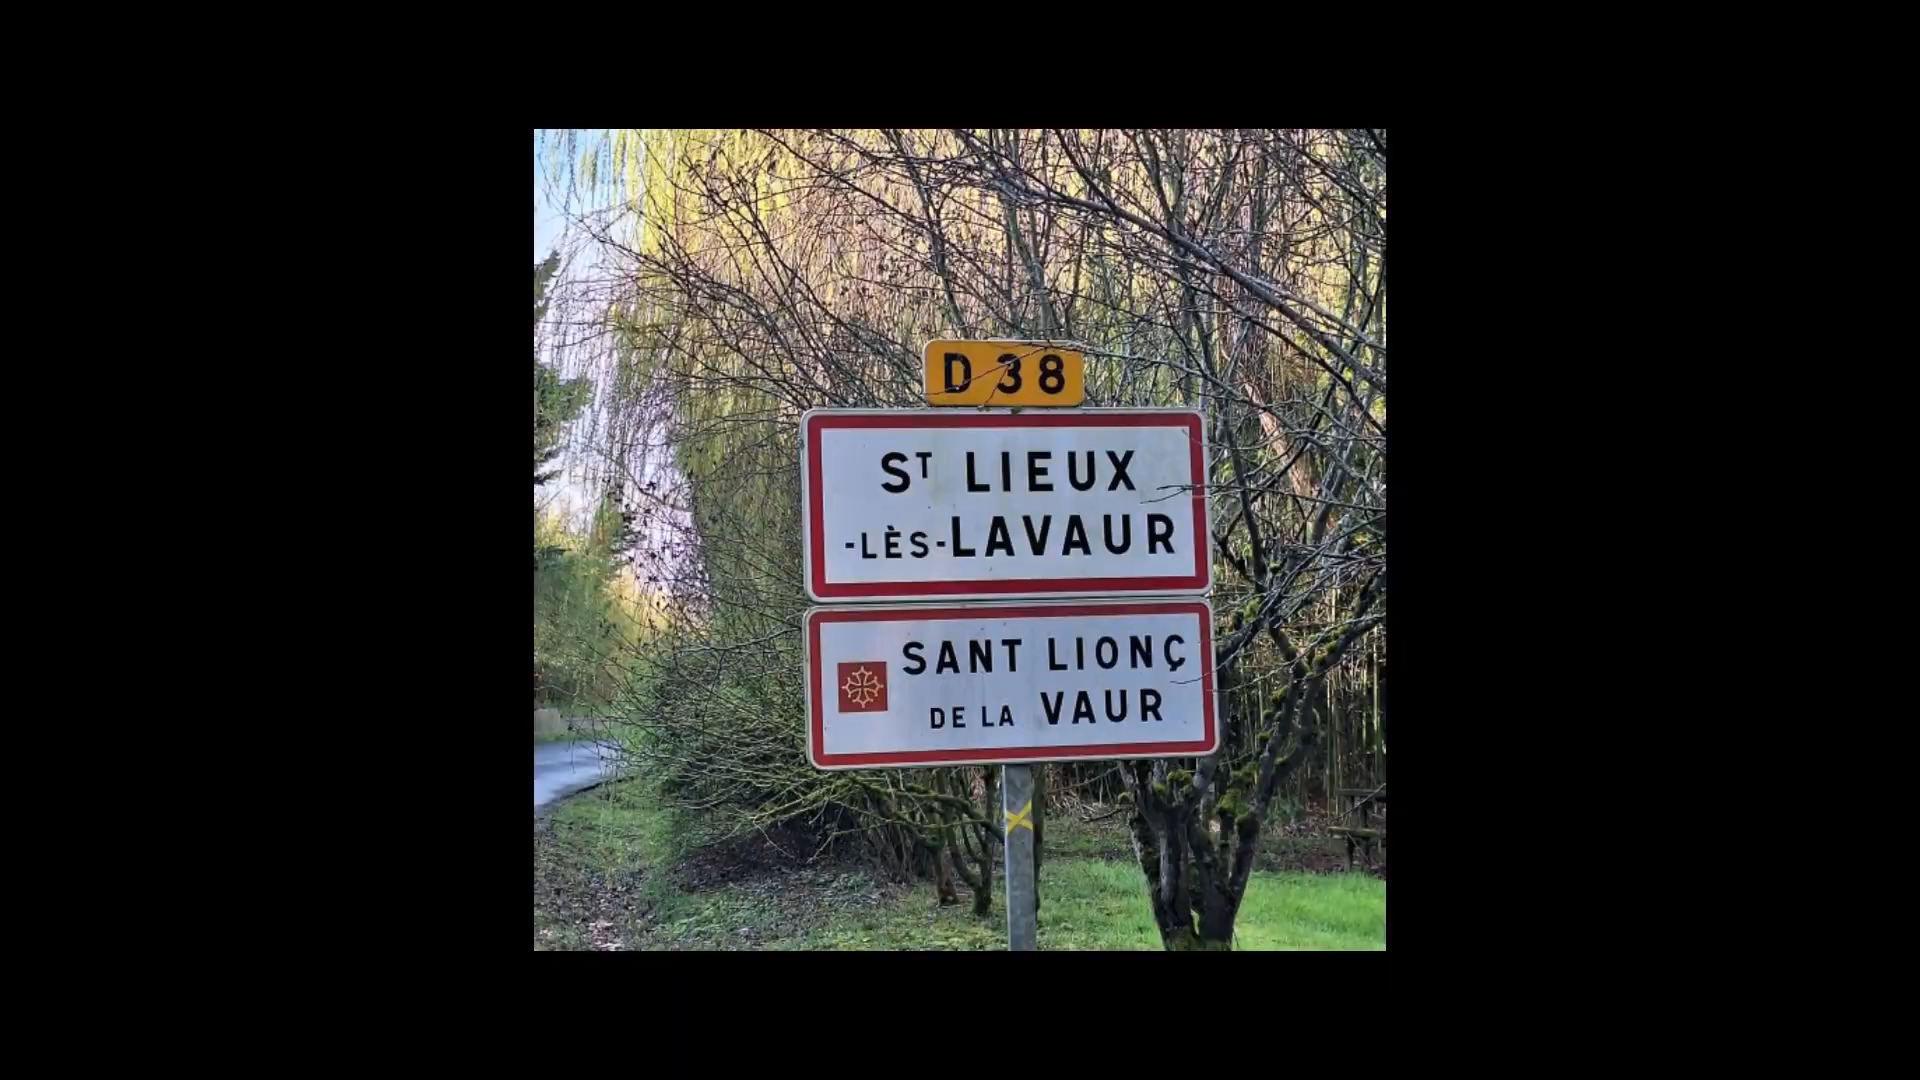 D 38
ST LIEUX
-LÈS-LAVAUR
SANT LIONÇ
DE LA VAUR